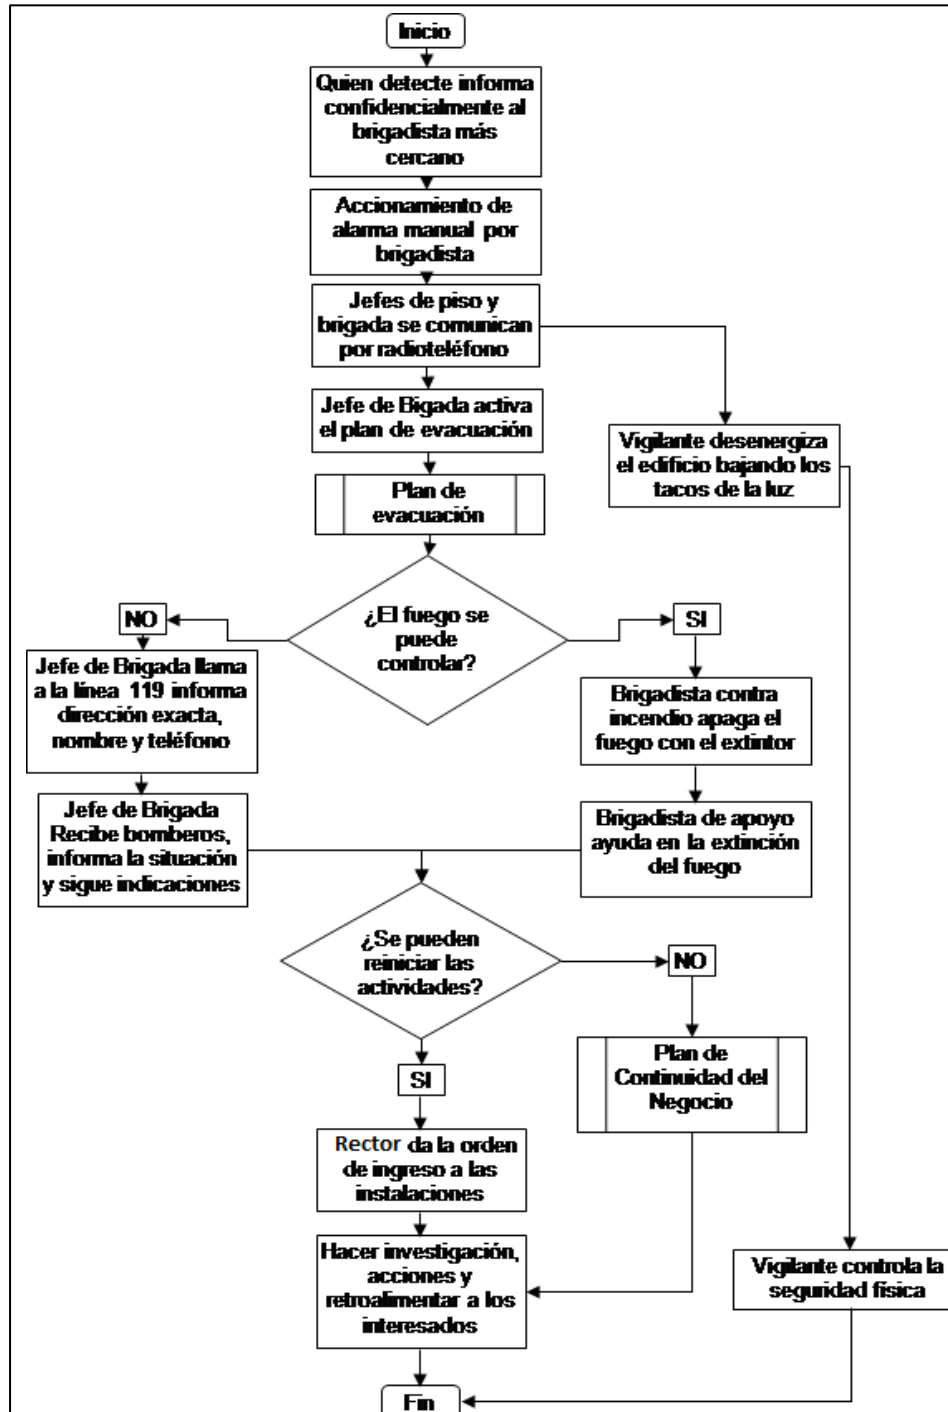 Inicio
Quien detecte informa
confidencialmente al
brigadista más
cercano
Accionamiento de
alarma manual por
brigadista
Jefes de piso y
brigada se comunican
por radioteléfono
Jefe de Bigada activa
el plan de evacuación
Vigilante desenergiza
el edificio bajando los
tacos de la luz
Plan de
evacuación
¿El fuego se
puede
controlar?
NO
SI
Jefe de Brigada llama
a la línea 119 informa
dirección exacta,
nombre y teléfono
Brigadista contra
incendio apaga el
fuego con el extintor
Jefe de Brigada
Recibe bomberos,
informa la situación
y sigue indicaciones
Brigadista de apoyo
ayuda en la extinción
del fuego
¿Se pueden
reiniciar las
actividades?
NO
SI
Plan de
Continuidad del
Negocio
Rector da la orden
de ingreso a las
instalaciones
Hacer investigación,
acciones y
retroalimentar a los
interesados
Vigilante controla la
seguridad física
Fin